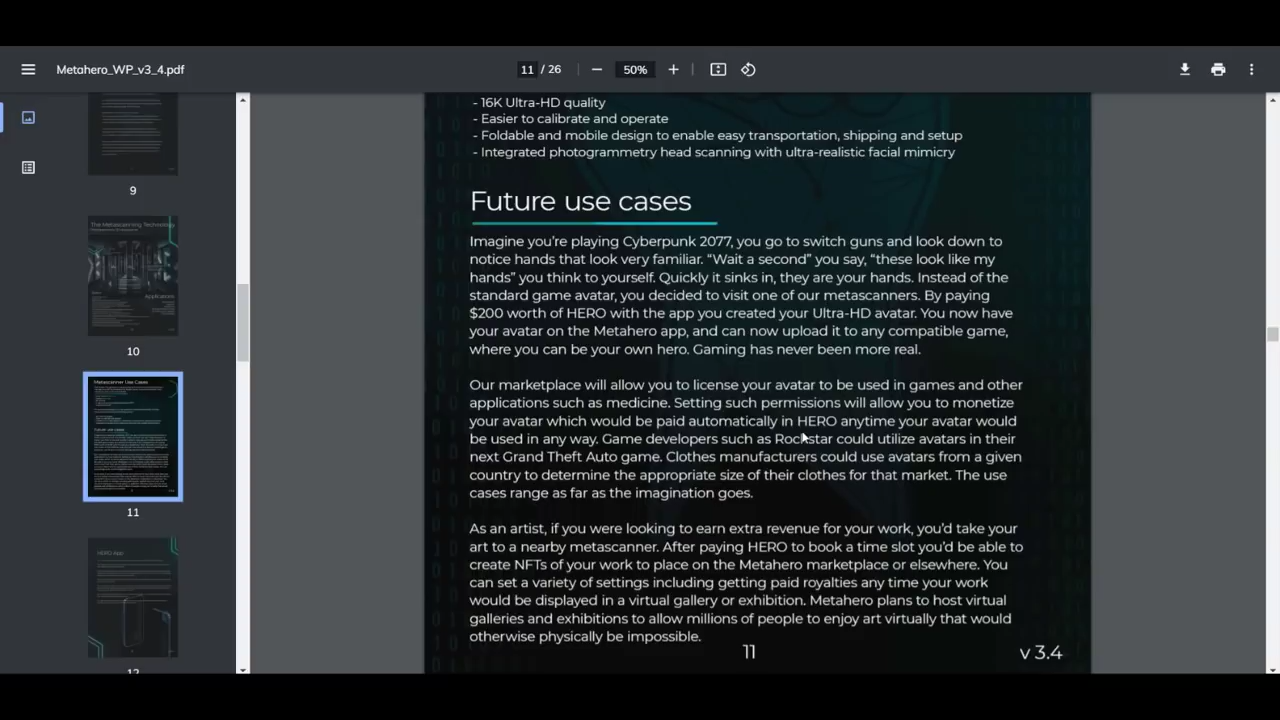 Metahero_WP_v3_4.pdf
11 / 26
50%
9
10
11
12
- 16K Ultra-HD quality
- Easier to calibrate and operate
- Foldable and mobile design to enable easy transportation, shipping and setup
- Integrated photogrammetry head scanning with ultra-realistic facial mimicry
Future use cases
Imagine you're playing Cyberpunk 2077, you go to switch guns and look down to
notice hands that look very familiar. “Wait a second” you say, “these look like my
hands” you think to yourself. Quickly it sinks in, they are your hands. Instead of the
standard game avatar, you decided to visit one of our metascanners. By paying
$200 worth of HERO with the app you created your Ultra-HD avatar. You now have
your avatar on the Metahero app, and can now upload it to any compatible game,
where you can be your own hero. Gaming has never been more real.
Our marketplace will allow you to license your avatar to be used in games and other
applications such as medicine. Setting such permissions will allow you to monetize
your avatar which would be paid automatically in HERO anytime your avatar would
be used any way. Game developers such as Rockstar could utilize avatars in their
next Grand Theft Auto game. Clothes manufacturers could use avatars from a given
country to determine the appropriate size of their clothes for that market. The use
cases range as far as the imagination goes.
As an artist, if you were looking to earn extra revenue for your work, you'd take your
art to a nearby metascanner. After paying HERO to book a time slot you'd be able to
create NFTs of your work to place on the Metahero marketplace or elsewhere. You
can set a variety of settings including getting paid royalties any time your work
would be displayed in a virtual gallery or exhibition. Metahero plans to host virtual
galleries and exhibitions to allow millions of people to enjoy art virtually that would
otherwise physically be impossible.
11
v 3.4